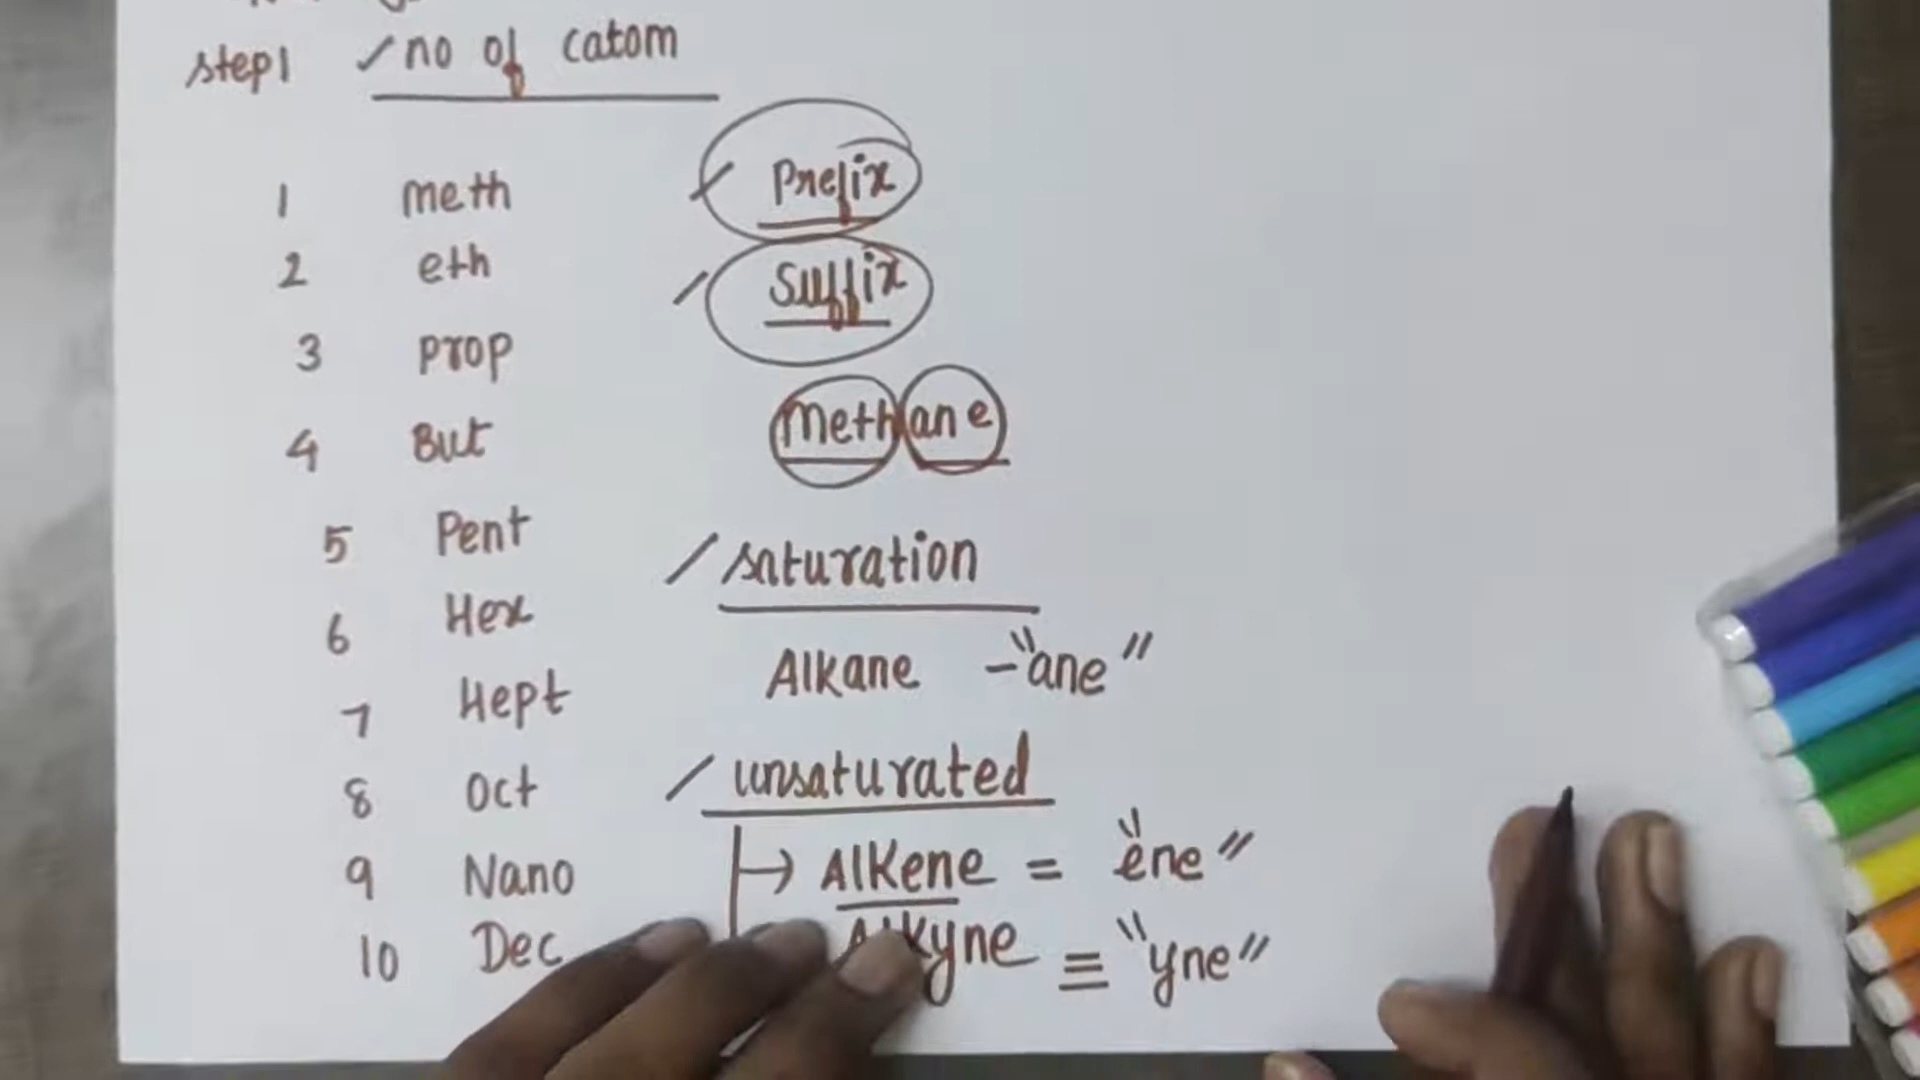 step1 ✓no of catom
1 meth
2 eth
3 prop
4 But
5 Pent
6 Hex
7 Hept
8 oct
9 Nano
10 Dec
Prefix
Suffix
Methane
saturation
Alkane - "ane"
unsaturated
→ Alkene = "ene"
Alkyne ≡ "yne"